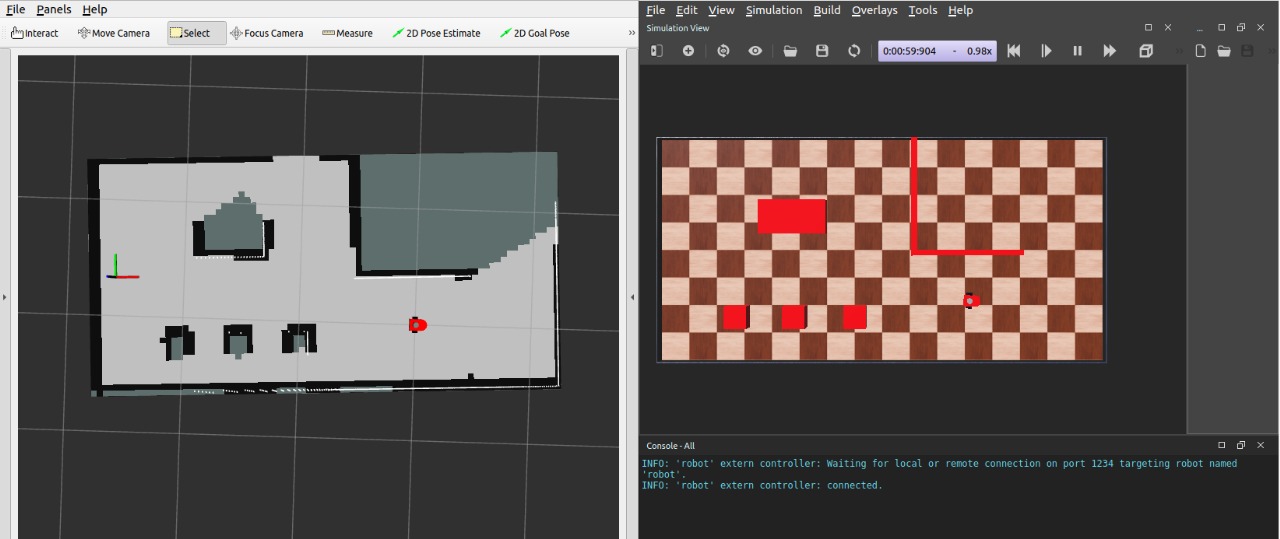 File Panels Help
Interact Move Camera Select Focus Camera Measure 2D Pose Estimate 2D Goal Pose »
File Edit View Simulation Build Overlays Tools Help
Simulation View ...
0:00:59:904 - 0.98x »
Console - All
INFO: 'robot' extern controller: Waiting for local or remote connection on port 1234 targeting robot named
'robot'.
INFO: 'robot' extern controller: connected.